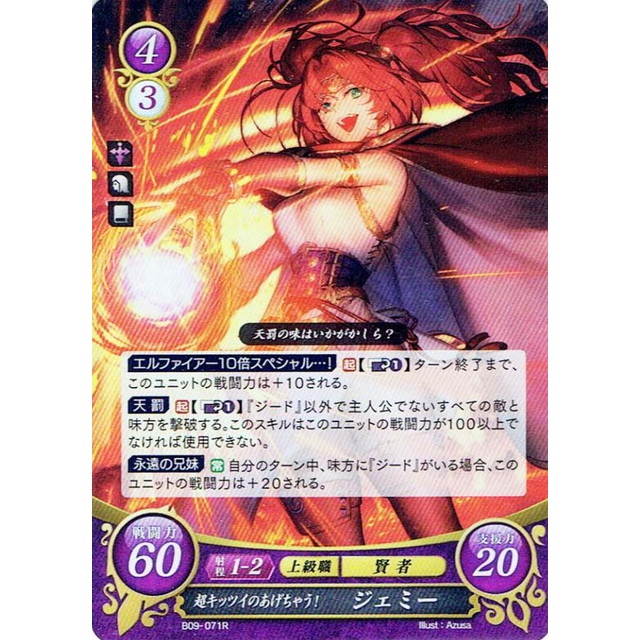 4
3
天罰の味はいかがかしら?
エルファイアー10倍スペシャル…! 起【1】ターン終了まで、
このユニットの戦闘力は+10される。
天罰 起【1】『ジード』以外で主人公でないすべての敵と
味方を撃破する。このスキルはこのユニットの戦闘力が100以上で
なければ使用できない。
永遠の兄妹 常 自分のターン中、味方に『ジード』がいる場合、この
ユニットの戦闘力は+20される。
戦闘力 60 射程 1-2 上級職 賢者 支援力 20
超キッツイのあげちゃう! ジェミー
B09-071R Illust:Azusa